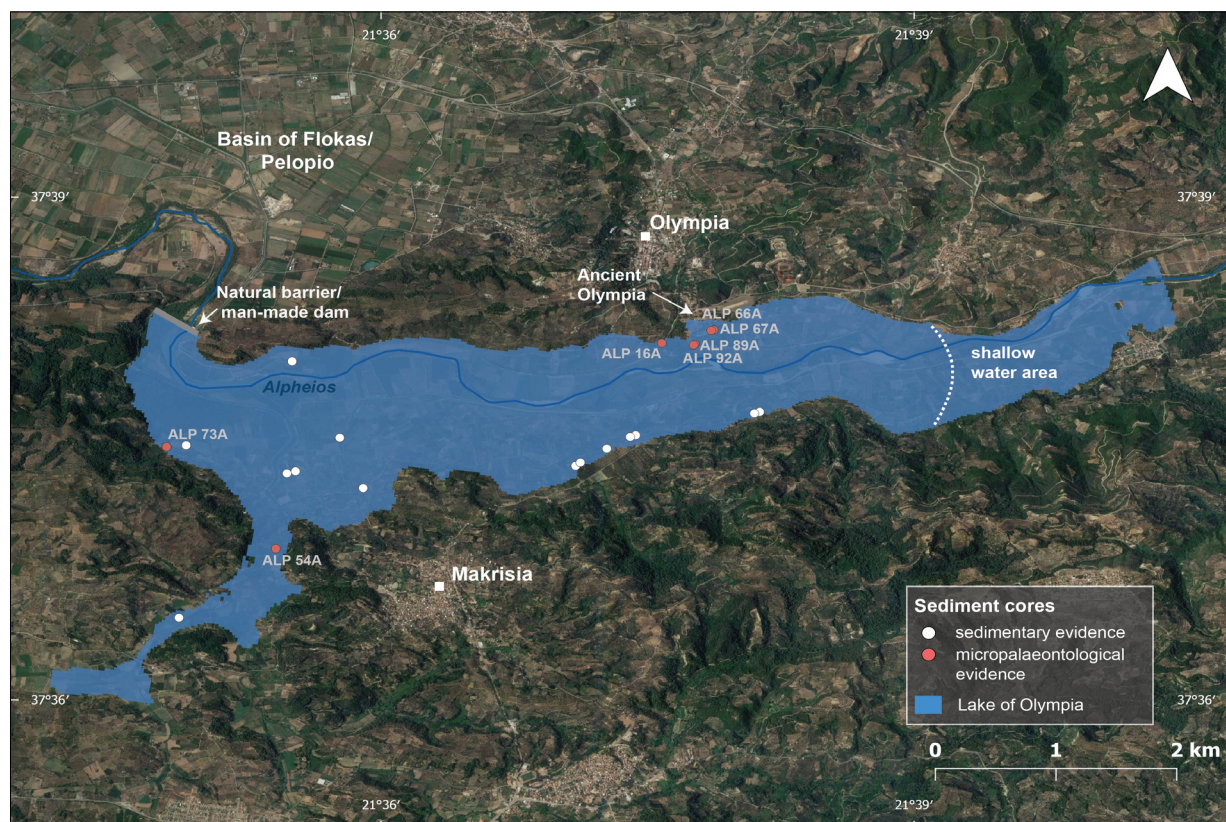 21°36′
21°39′
Basin of Flokas/
Pelopio
37°39′
37°39′
Olympia
Ancient
Olympia
Natural barrier/
man-made dam
ALP 66A
ALP 67A
ALP 16A
ALP 89A
ALP 92A
shallow
water area
Alpheios
ALP 73A
ALP 54A
Makrisia
Sediment cores
sedimentary evidence
micropalaeontological
evidence
Lake of Olympia
37°36′
37°36′
0 1 2 km
21°36′
21°39′